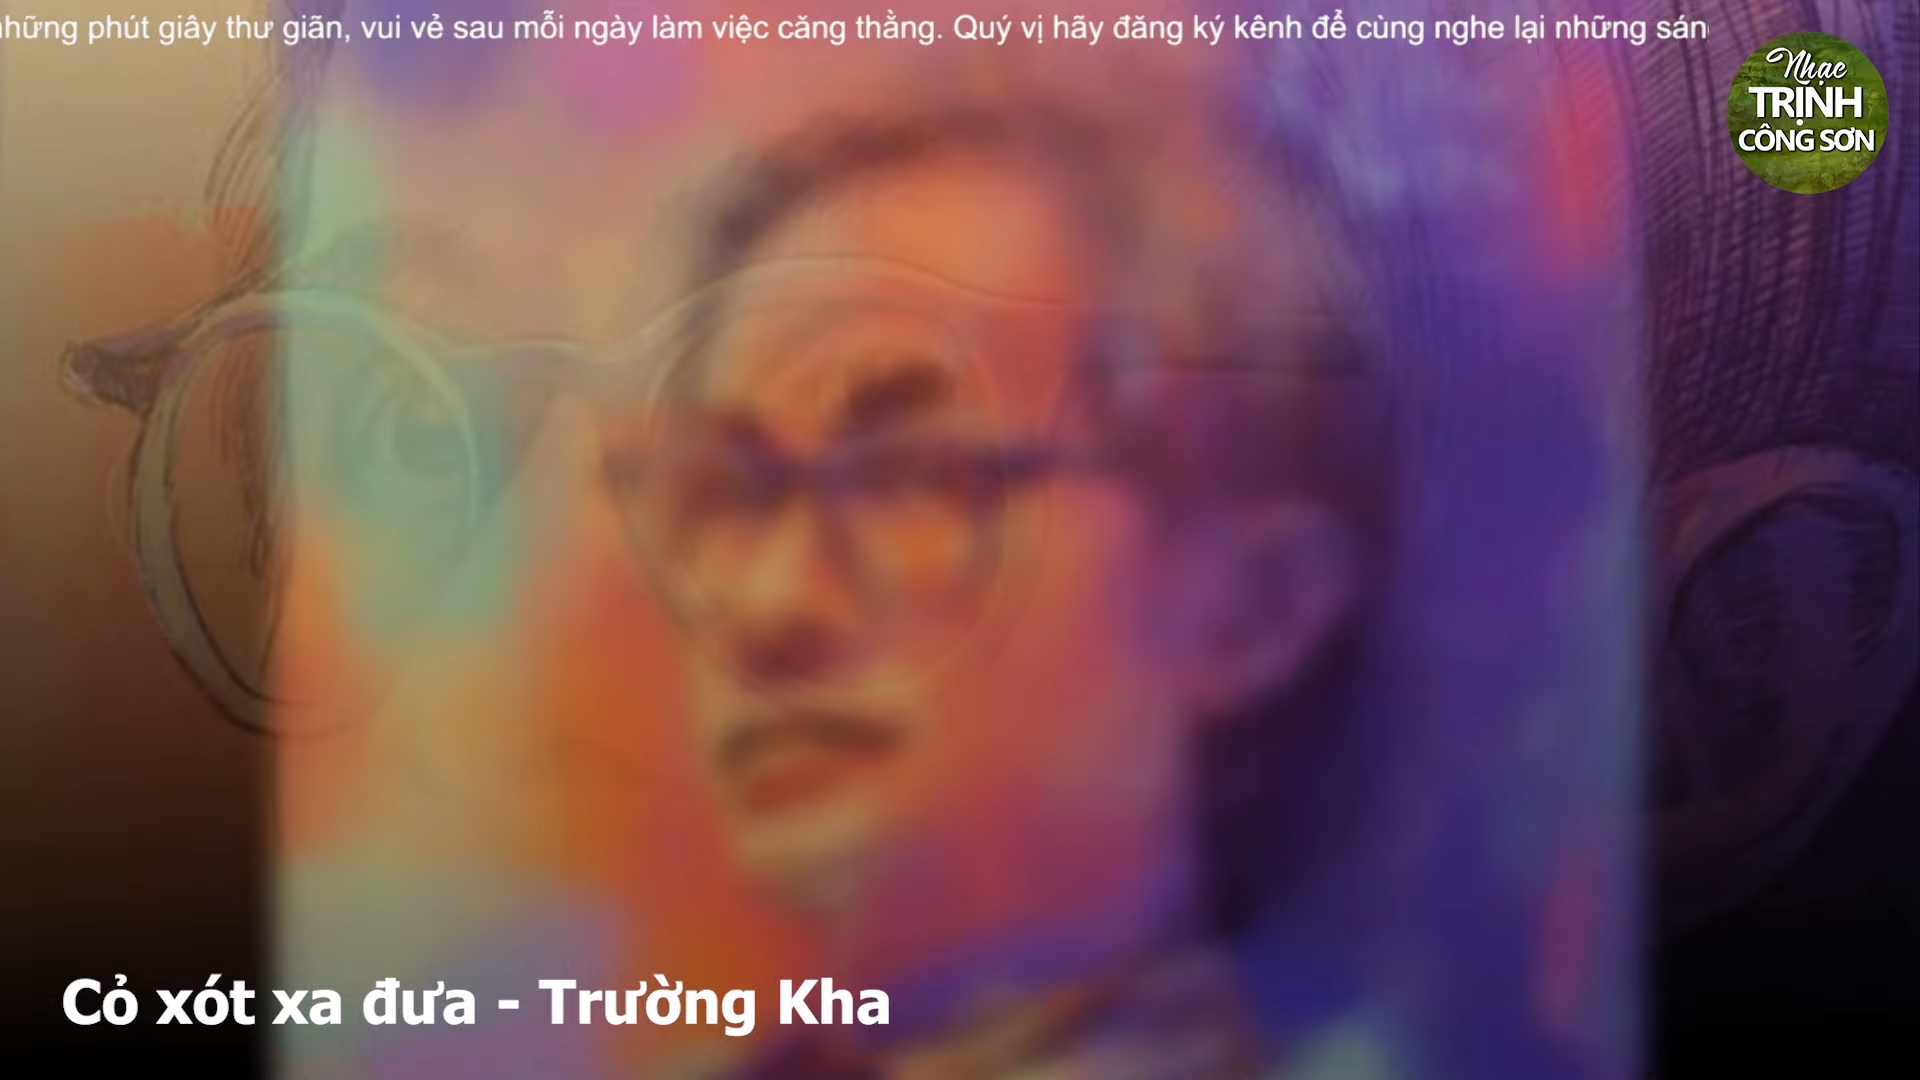 những phút giây thư giãn, vui vẻ sau mỗi ngày làm việc căng thẳng. Quý vị hãy đăng ký kênh để cùng nghe lại những sán
Nhạc
TRỊNH
CÔNG SƠN
Cỏ xót xa đưa - Trường Kha